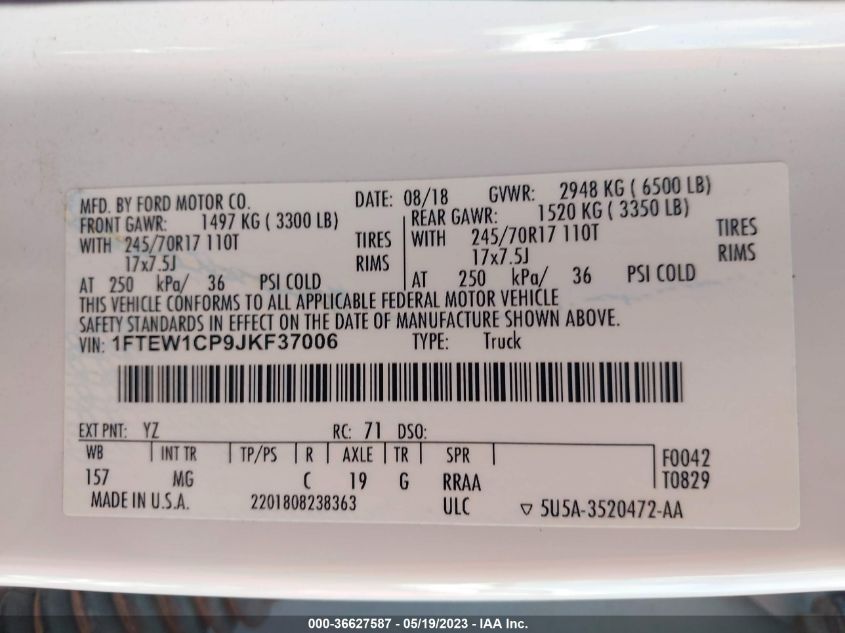 MFD. BY FORD MOTOR CO. DATE: 08/18 GVWR: 2948 KG ( 6500 LB)
FRONT GAWR: 1497 KG ( 3300 LB) REAR GAWR: 1520 KG ( 3350 LB)
WITH 245/70R17 110T TIRES WITH 245/70R17 110T TIRES
17x7.5J RIMS 17x7.5J RIMS
AT 250 kPa/ 36 PSI COLD AT 250 kPa/ 36 PSI COLD
THIS VEHICLE CONFORMS TO ALL APPLICABLE FEDERAL MOTOR VEHICLE
SAFETY STANDARDS IN EFFECT ON THE DATE OF MANUFACTURE SHOWN ABOVE.
VIN: 1FTEW1CP9JKF37006 TYPE: Truck
EXT PNT: YZ RC: 71 DSO:
WB INT TR TP/PS R AXLE TR SPR F0042
157 MG C 19 G RRAA T0829
MADE IN U.S.A. 2201808238363 ULC ▽ 5U5A-3520472-AA
000-36627587 - 05/19/2023 - IAA Inc.